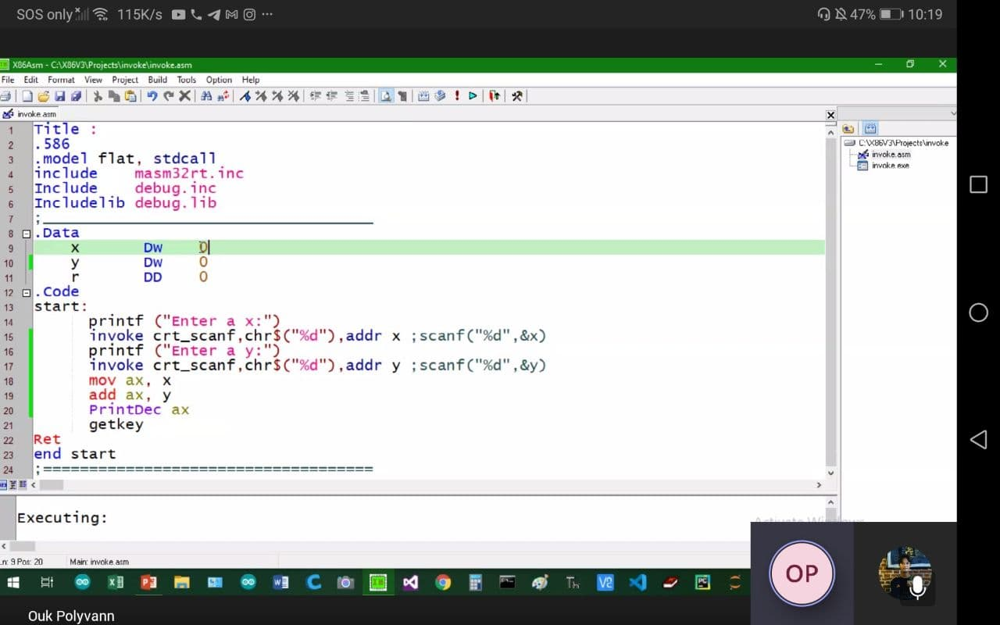 SOS only 115K/s 47% 10:19
X86Asm - C:\X86V3\Projects\invoke\invoke.asm
File Edit Format View Project Build Tools Option Help
invoke.asm
1 Title :
2 .586
3 .model flat, stdcall
4 include masm32rt.inc
5 Include debug.inc
6 Includelib debug.lib
7 ;____________________________________
8 .Data
9 x Dw 0
10 y Dw 0
11 r DD 0
12 .Code
13 start:
14 printf ("Enter a x:")
15 invoke crt_scanf,chr$("%d"),addr x ;scanf("%d",&x)
16 printf ("Enter a y:")
17 invoke crt_scanf,chr$("%d"),addr y ;scanf("%d",&y)
18 mov ax, x
19 add ax, y
20 PrintDec ax
21 getkey
22 Ret
23 end start
24 ;====================================
C:\X86V3\Projects\invoke
invoke.asm
invoke.exe
Executing:
Ln: 9 Pos: 20 Main: invoke.asm
OP
Ouk Polyvann